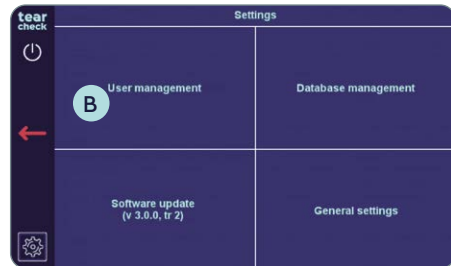 tear
check
Settings
B
User management
Database management
Software update
(v 3.0.0, tr 2)
General settings